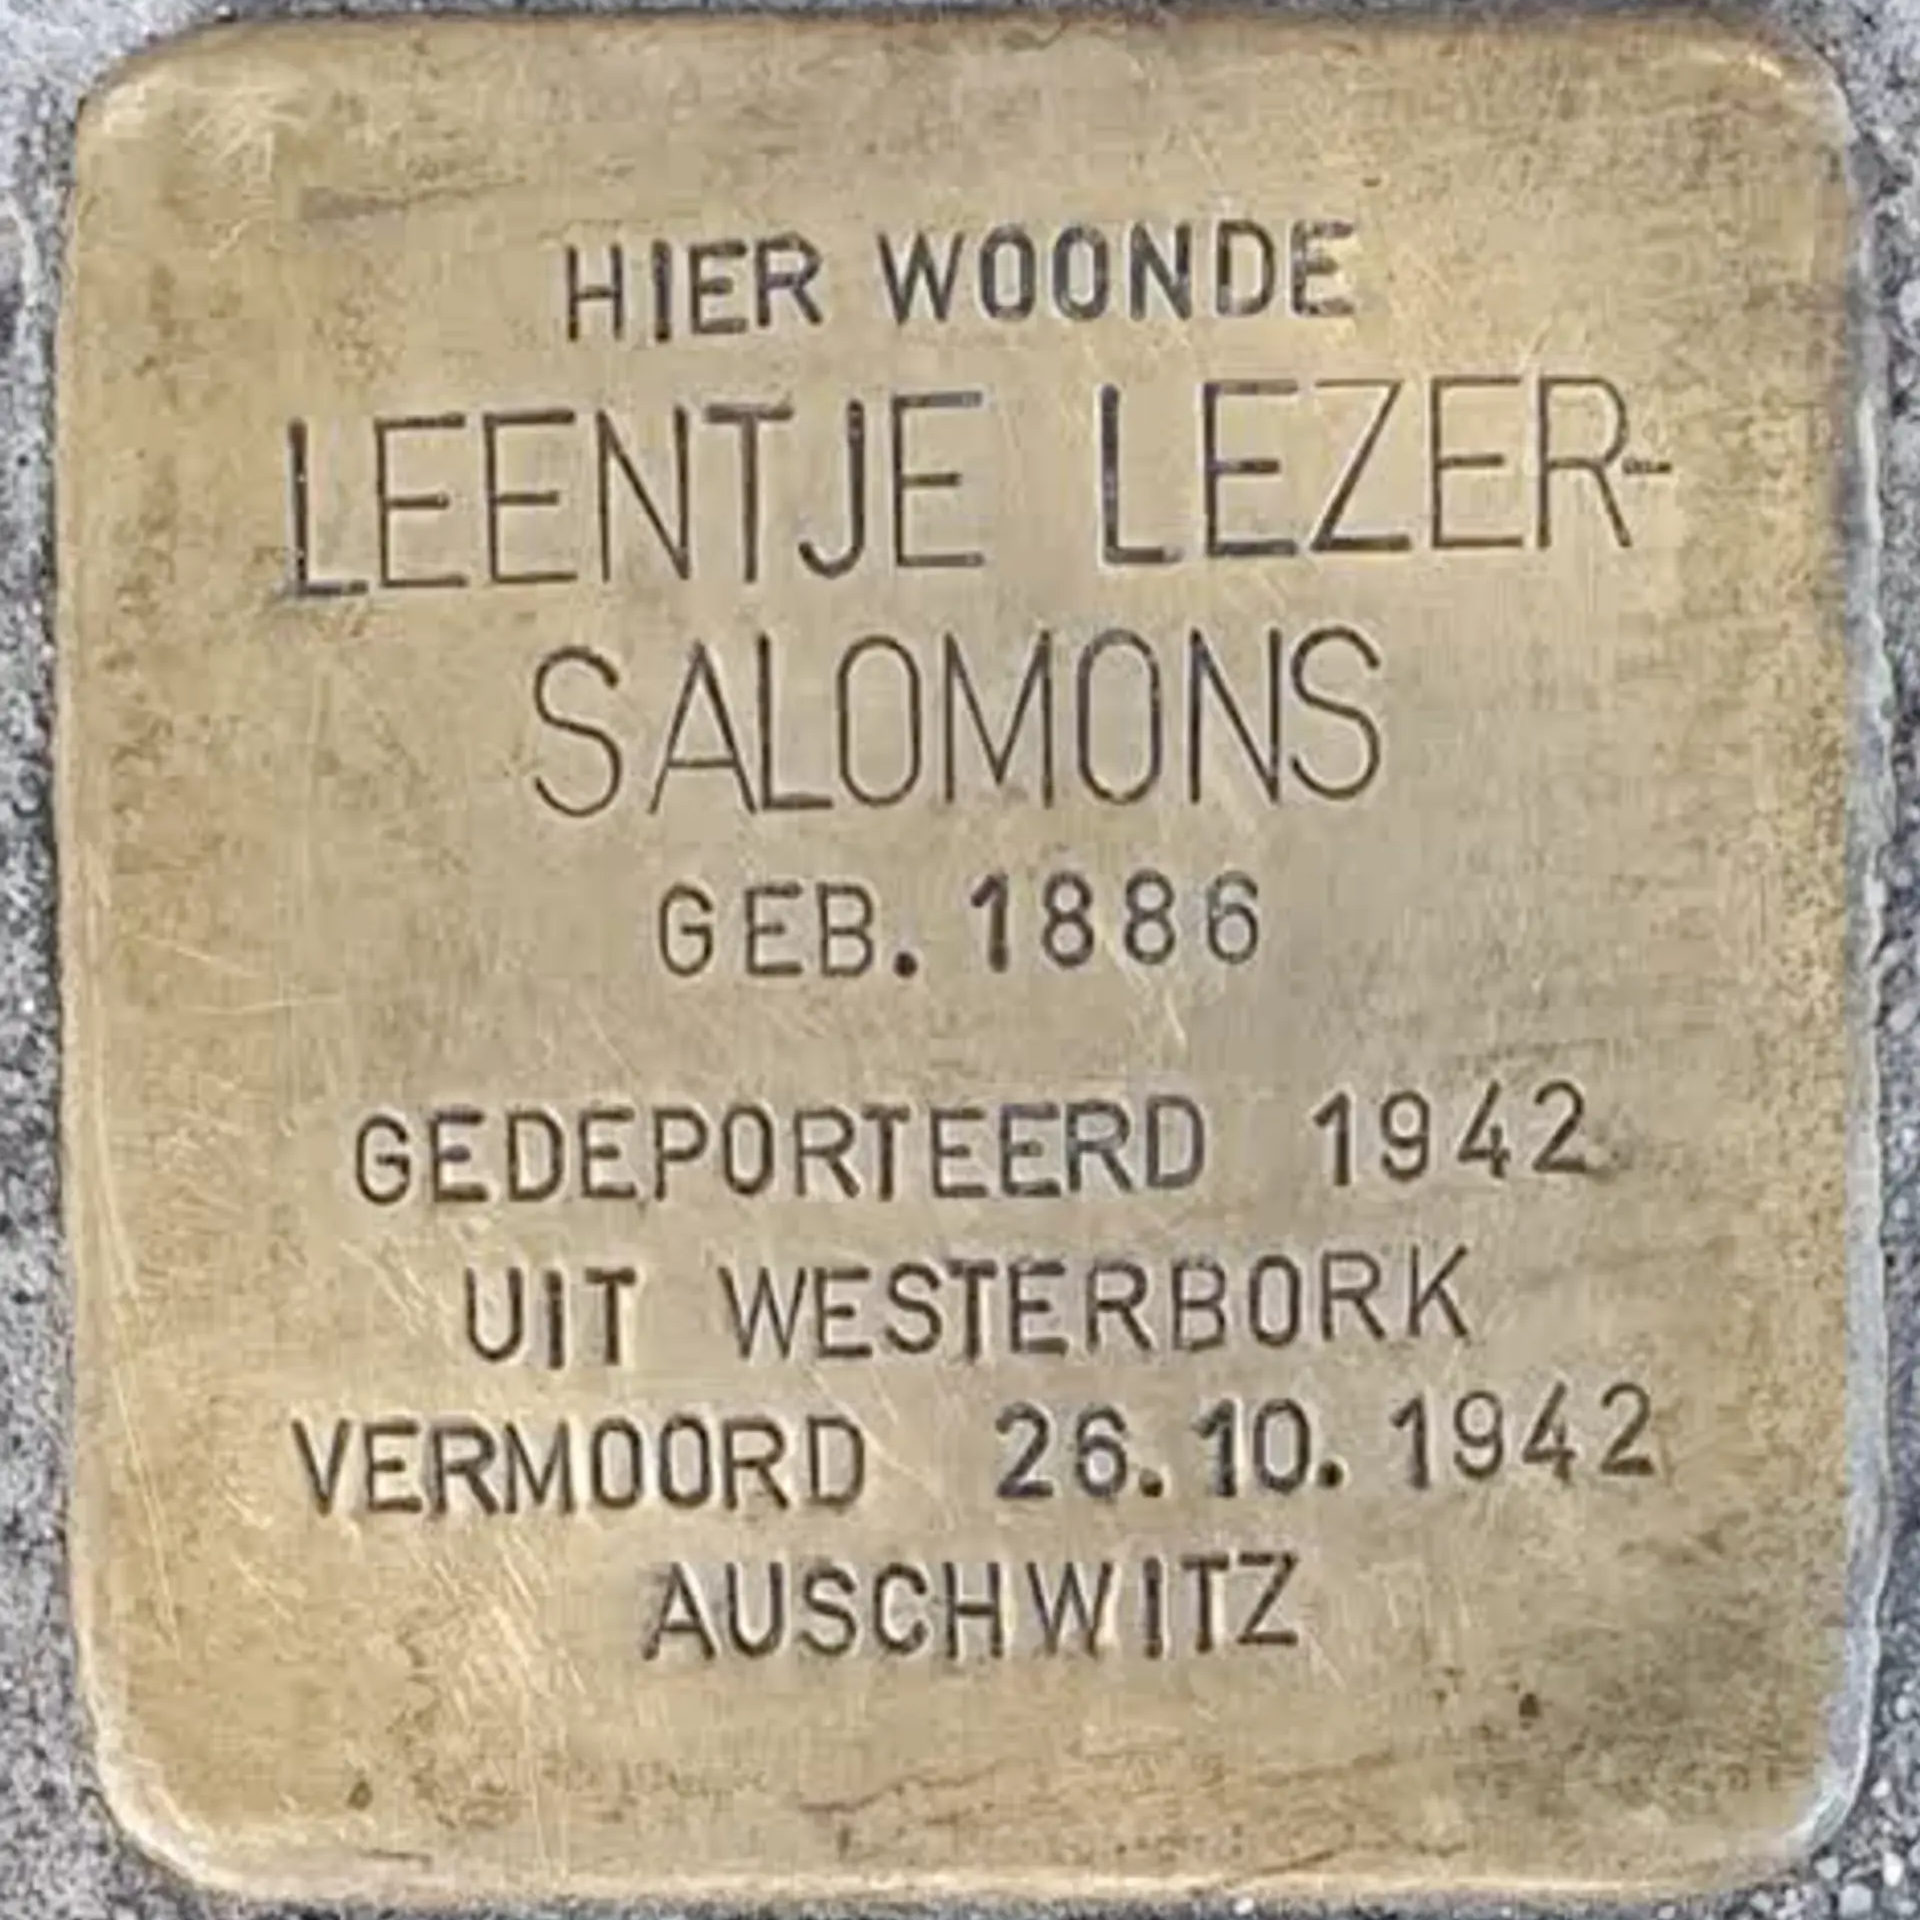 HIER WOONDE
LEENTJE LEZER-
SALOMONS
GEB. 1886
GEDEPORTEERD 1942
UIT WESTERBORK
VERMOORD 26.10.1942
AUSCHWITZ